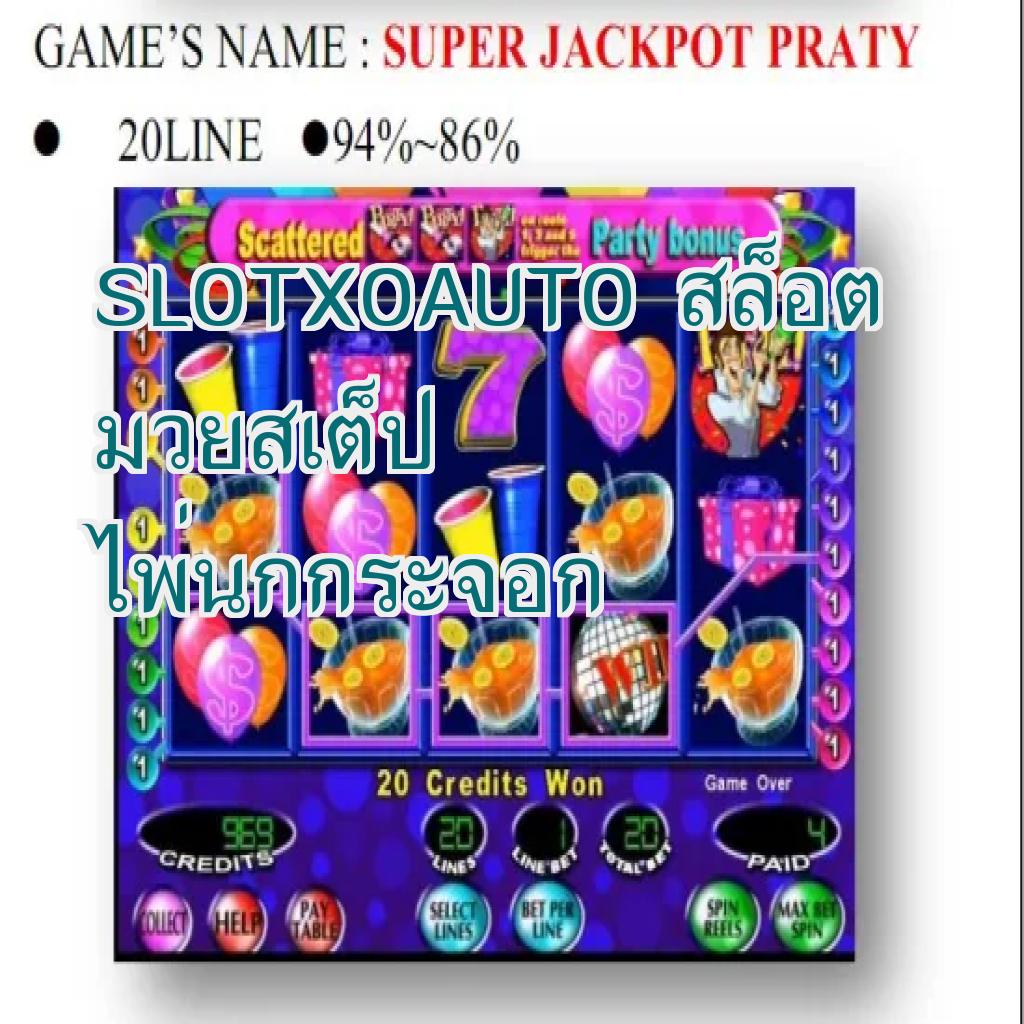 GAME'S NAME : SUPER JACKPOT PRATY
● 20LINE ●94%~86%
Scattered
Party bonus
SLOTXOAUTO สล็อต
มวยสเต็ป
ไพ่นกกระจอก
20 Credits Won
Game Over
969 20 1 20 4
CREDITS LINES LINE BET TOTAL BET PAID
COLLECT HELP PAY TABLE SELECT LINES BET PER LINE SPIN REELS MAX BET SPIN